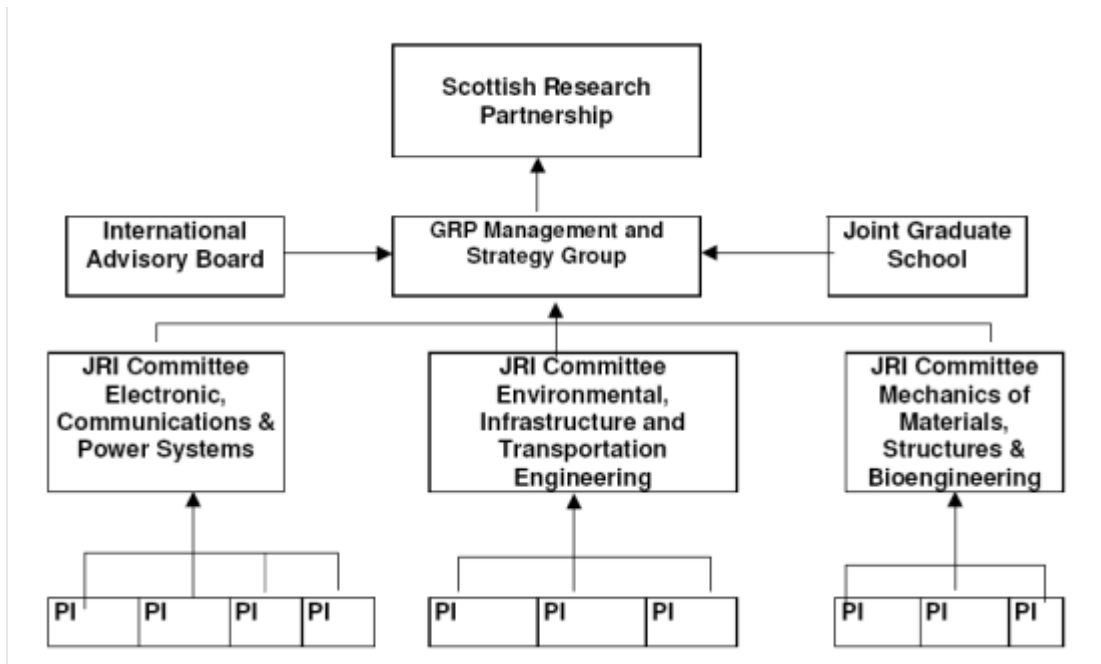 Scottish Research
Partnership
International
Advisory Board
GRP Management and
Strategy Group
Joint Graduate
School
JRI Committee
Electronic,
Communications &
Power Systems
JRI Committee
Environmental,
Infrastructure and
Transportation
Engineering
JRI Committee
Mechanics of
Materials,
Structures &
Bioengineering
PI PI PI PI
PI PI PI
PI PI PI